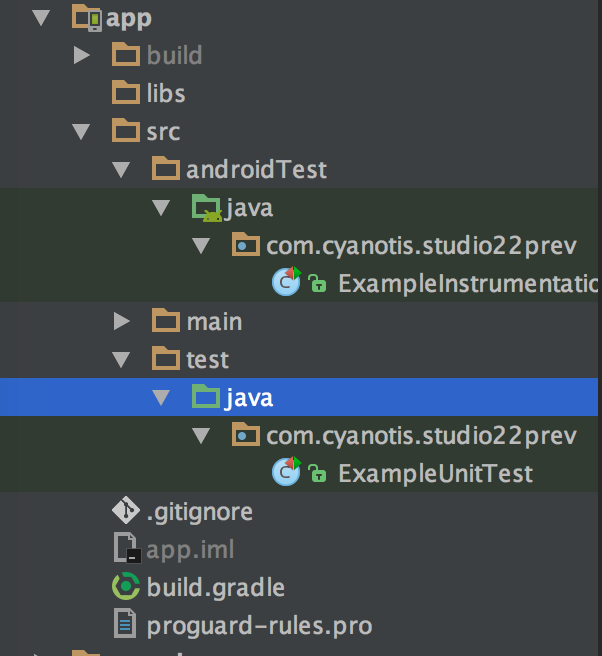 app
build
libs
src
androidTest
java
com.cyanotis.studio22prev
ExampleInstrumentatio
main
test
java
com.cyanotis.studio22prev
ExampleUnitTest
.gitignore
app.iml
build.gradle
proguard-rules.pro